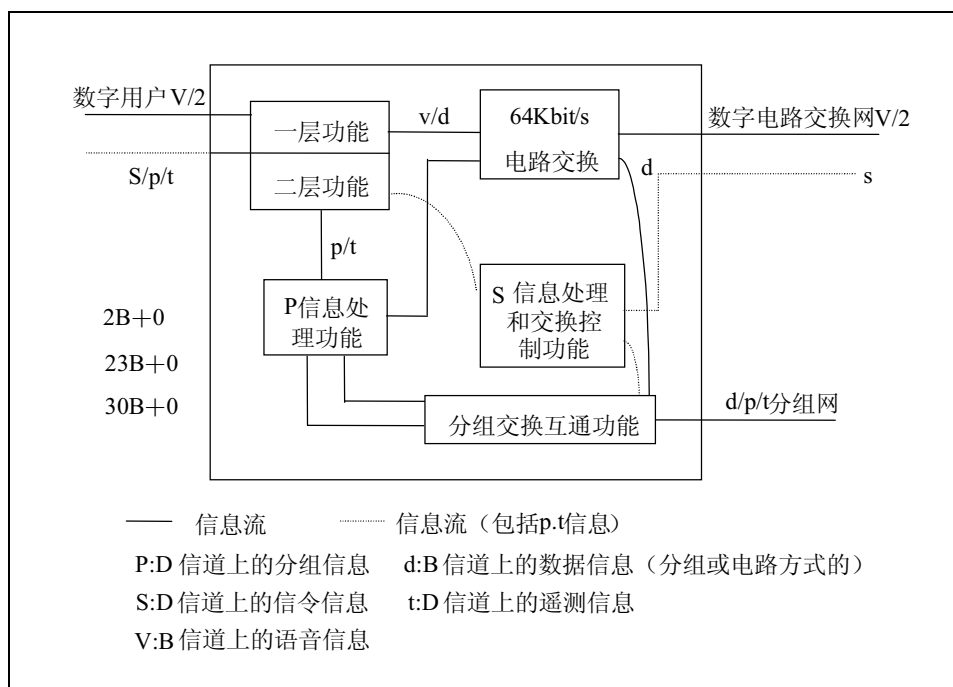 数字用户V/2
S/p/t
一层功能
二层功能
v/d
64Kbit/s
电路交换
d
数字电路交换网V/2
s
p/t
P信息处
理功能
S 信息处理
和交换控
制功能
2B＋0
23B＋0
30B＋0
分组交换互通功能
d/p/t分组网
信息流
信息流（包括p.t信息）
P:D 信道上的分组信息 d:B 信道上的数据信息（分组或电路方式的）
S:D 信道上的信令信息 t:D 信道上的遥测信息
V:B 信道上的语音信息